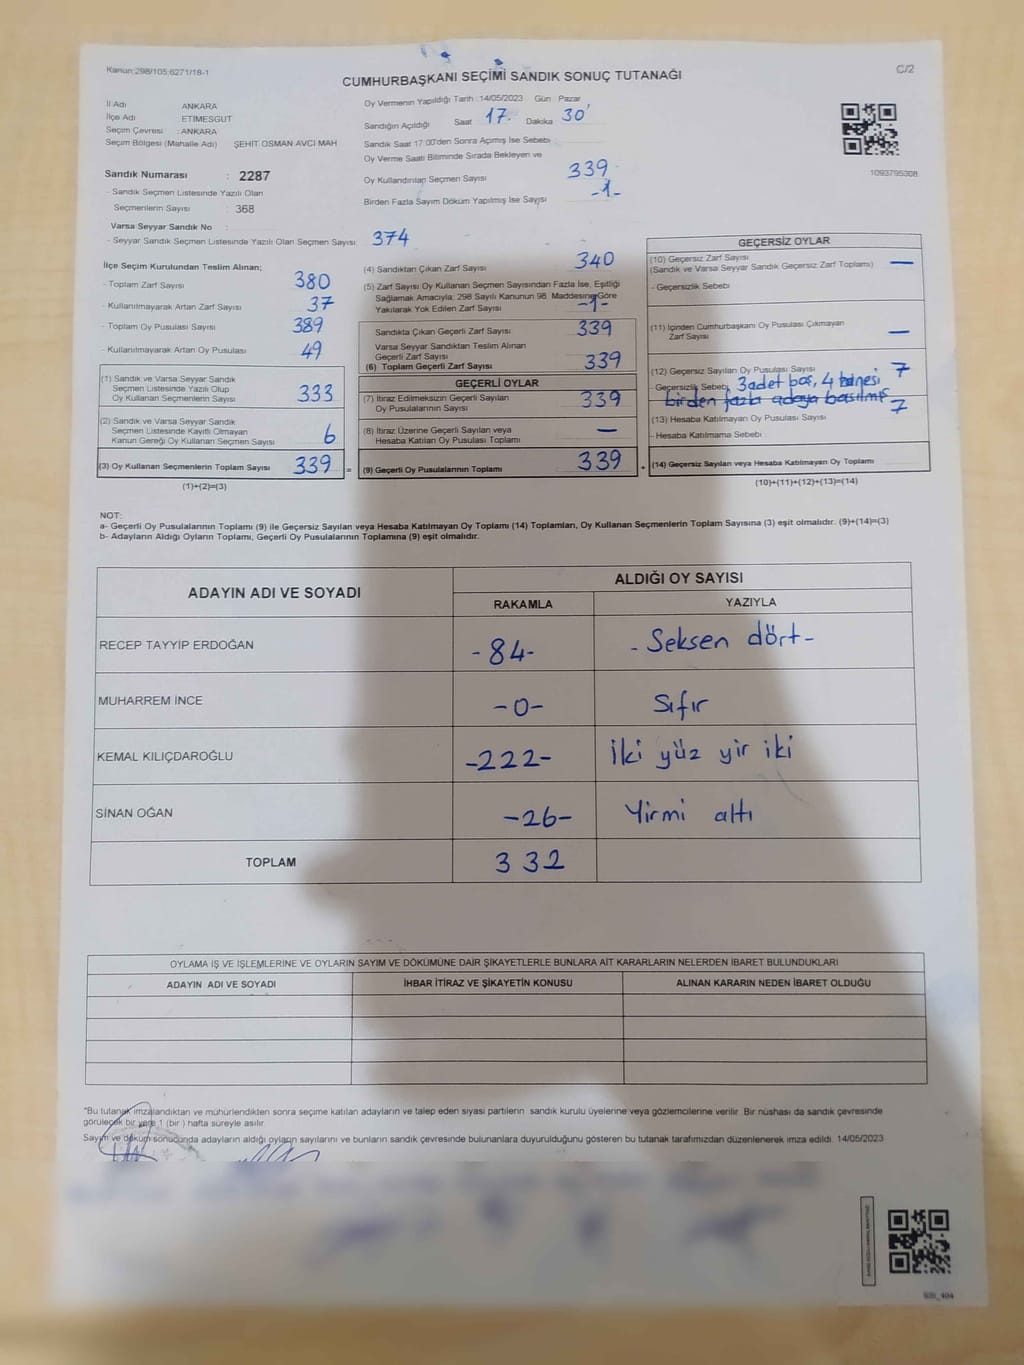 Kanun:298/105;6271/18-1
C/2
CUMHURBAŞKANI SEÇİMİ SANDIK SONUÇ TUTANAĞI
İl Adı : ANKARA
İlçe Adı : ETİMESGUT
Seçim Çevresi : ANKARA
Seçim Bölgesi (Mahalle Adı) ŞEHİT OSMAN AVCI MAH
Sandık Numarası : 2287
- Sandık Seçmen Listesinde Yazılı Olan
Seçmenlerin Sayısı : 368
Varsa Seyyar Sandık No :
- Seyyar Sandık Seçmen Listesinde Yazılı Olan Seçmen Sayısı 374
Oy Vermenin Yapıldığı Tarih :14/05/2023 Gün Pazar
Sandığın Açıldığı Saat 17. Dakika 30'
Sandık Saat 17:00'den Sonra Açımış İse Sebebi
Oy Verme Saati Bitiminde Sırada Bekleyen ve
Oy Kullandırılan Seçmen Sayısı 339
Birden Fazla Sayım Döküm Yapılmış İse Sayısı -1-
1093795308
İlçe Seçim Kurulundan Teslim Alınan;
- Toplam Zarf Sayısı 380
- Kullanılmayarak Artan Zarf Sayısı 37
- Toplam Oy Pusulası Sayısı 389
- Kullanılmayarak Artan Oy Pusulası 49
(1) Sandık ve Varsa Seyyar Sandık
Seçmen Listesinde Yazılı Olup
Oy Kullanan Seçmenlerin Sayısı 333
(2) Sandık ve Varsa Seyyar Sandık
Seçmen Listesinde Kayıtlı Olmayan
Kanun Gereği Oy Kullanan Seçmen Sayısı 6
(3) Oy Kullanan Seçmenlerin Toplam Sayısı 339 =
(1)+(2)=(3)
(4) Sandıktan Çıkan Zarf Sayısı 340
(5) Zarf Sayısı Oy Kullanan Seçmen Sayısından Fazla İse, Eşitliği
Sağlamak Amacıyla; 298 Sayılı Kanunun 98. Maddesine Göre
Yakılarak Yok Edilen Zarf Sayısı -1-
Sandıkta Çıkan Geçerli Zarf Sayısı 339
Varsa Seyyar Sandıktan Teslim Alınan
Geçerli Zarf Sayısı
(6) Toplam Geçerli Zarf Sayısı 339
GEÇERLİ OYLAR
(7) İtiraz Edilmeksizin Geçerli Sayılan
Oy Pusulalarının Sayısı 339
(8) İtiraz Üzerine Geçerli Sayılan veya
Hesaba Katılan Oy Pusulası Toplamı —
(9) Geçerli Oy Pusulalarının Toplamı 339 +
GEÇERSİZ OYLAR
(10) Geçersiz Zarf Sayısı
(Sandık ve Varsa Seyyar Sandık Geçersiz Zarf Toplamı) —
- Geçersizlik Sebebi
(11) İçinden Cumhurbaşkanı Oy Pusulası Çıkmayan
Zarf Sayısı —
(12) Geçersiz Sayılan Oy Pusulası Sayısı 7
- Geçersizlik Sebebi 3 adet boş, 4 tanesi
birden fazla adaya basılmış
(13) Hesaba Katılmayan Oy Pusulası Sayısı 7
- Hesaba Katılmama Sebebi
(14) Geçersiz Sayılan veya Hesaba Katılmayan Oy Toplamı
(10)+(11)+(12)+(13)=(14)
NOT:
a- Geçerli Oy Pusulalarının Toplamı (9) ile Geçersiz Sayılan veya Hesaba Katılmayan Oy Toplamı (14) Toplamları, Oy Kullanan Seçmenlerin Toplam Sayısına (3) eşit olmalıdır. (9)+(14)=(3)
b- Adayların Aldığı Oyların Toplamı, Geçerli Oy Pusulalarının Toplamına (9) eşit olmalıdır.
ADAYIN ADI VE SOYADI
ALDIĞI OY SAYISI
RAKAMLA YAZIYLA
RECEP TAYYİP ERDOĞAN -84- - Seksen dört-
MUHARREM İNCE -0- Sıfır
KEMAL KILIÇDAROĞLU -222- İki yüz yir iki
SİNAN OĞAN -26- Yirmi altı
TOPLAM 332
OYLAMA İŞ VE İŞLEMLERİNE VE OYLARIN SAYIM VE DÖKÜMÜNE DAİR ŞİKAYETLERLE BUNLARA AİT KARARLARIN NELERDEN İBARET BULUNDUKLARI
ADAYIN ADI VE SOYADI İHBAR İTİRAZ VE ŞİKAYETİN KONUSU ALINAN KARARIN NEDEN İBARET OLDUĞU
*Bu tutanak imzalandıktan ve mühürlendikten sonra seçime katılan adayların ve talep eden siyasi partilerin sandık kurulu üyelerine veya gözlemcilerine verilir. Bir nüshası da sandık çevresinde
görülecek bir yere 1 (bir ) hafta süreyle asılır.
Sayım ve döküm sonucunda adayların aldığı oyların sayılarını ve bunların sandık çevresinde bulunanlara duyurulduğunu gösteren bu tutanak tarafımızdan düzenlenerek imza edildi. 14/05/2023